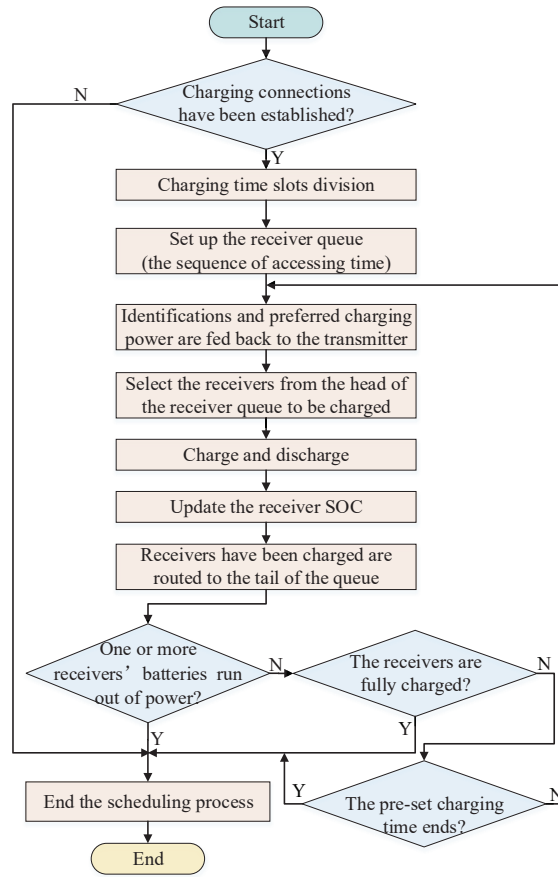 Start
N
Charging connections
have been established?
Y
Charging time slots division
Set up the receiver queue
(the sequence of accessing time)
Identifications and preferred charging
power are fed back to the transmitter
Select the receivers from the head of
the receiver queue to be charged
Charge and discharge
Update the receiver SOC
Receivers have been charged are
routed to the tail of the queue
One or more
receivers’ batteries run
out of power?
N
The receivers are
fully charged?
N
Y
Y
End the scheduling process
Y
The pre-set charging
time ends?
N
End